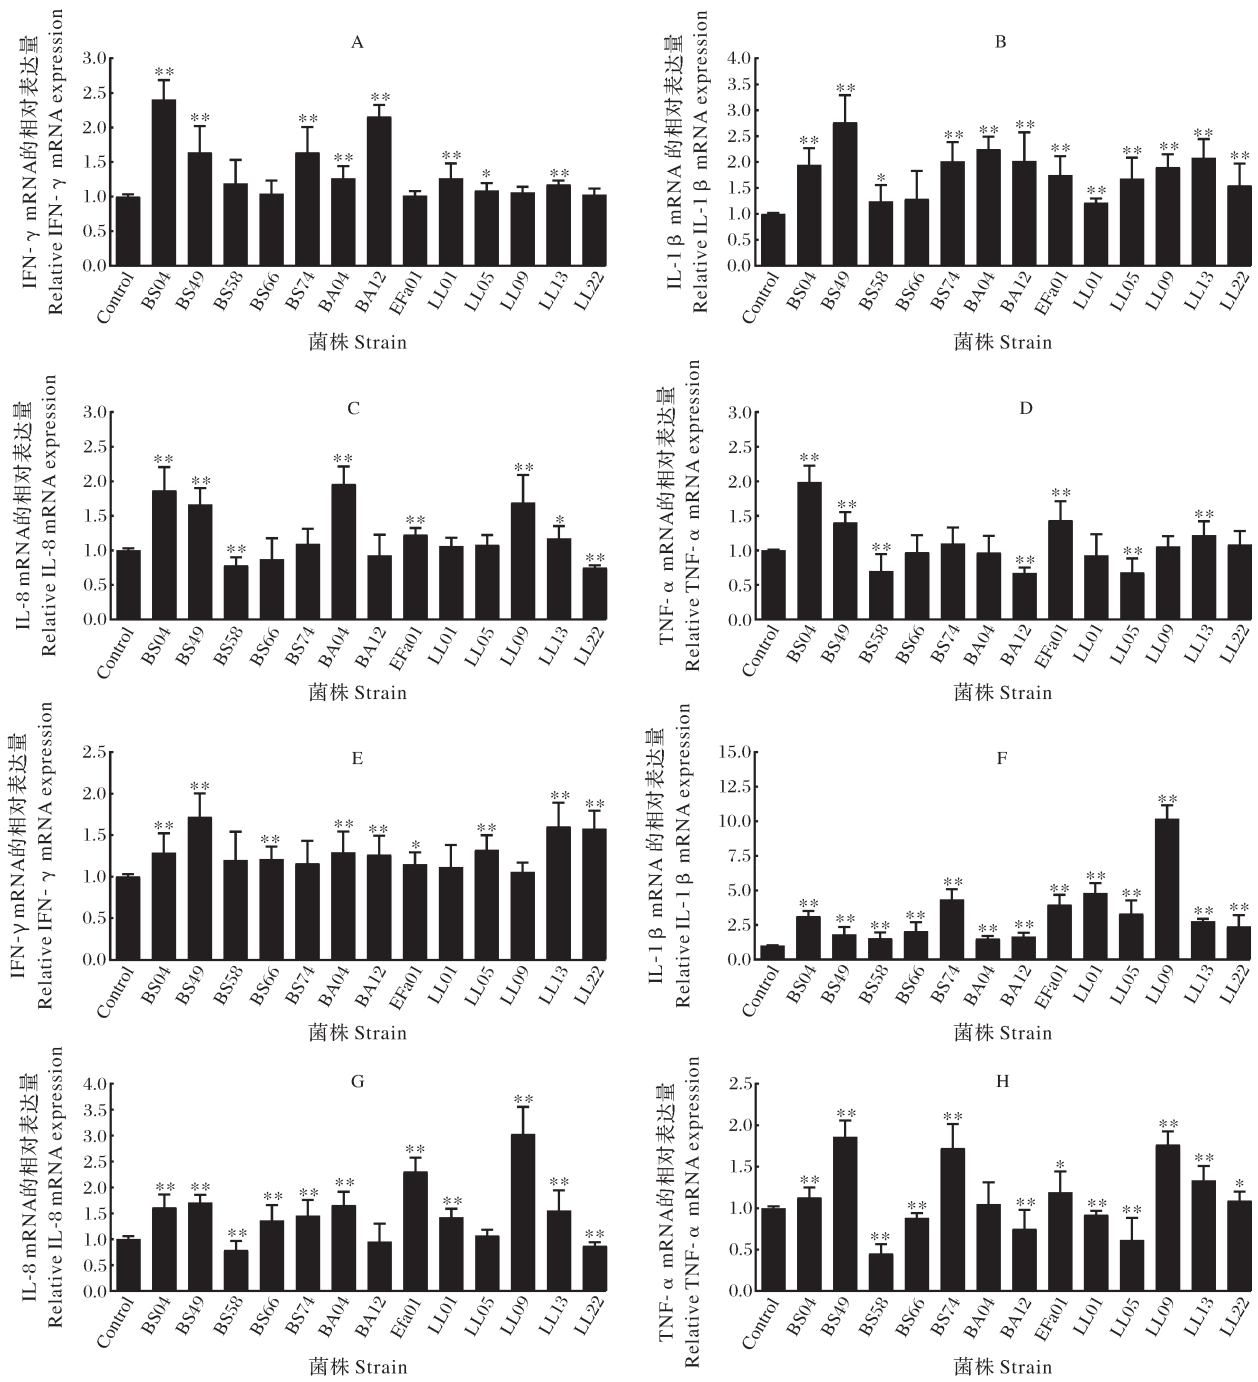 A
IFN- γ mRNA的相对表达量
Relative IFN- γ mRNA expression
3.0
2.5
2.0
1.5
1.0
0.5
0.0
** ** ** ** ** ** * **
Control BS04 BS49 BS58 BS66 BS74 BA04 BA12 EFa01 LL01 LL05 LL09 LL13 LL22
菌株 Strain
B
IL-1 β mRNA 的相对表达量
Relative IL-1 β mRNA expression
4.0
3.5
3.0
2.5
2.0
1.5
1.0
0.5
0.0
** ** * ** ** ** ** ** ** ** ** **
Control BS04 BS49 BS58 BS66 BS74 BA04 BA12 EFa01 LL01 LL05 LL09 LL13 LL22
菌株 Strain
C
IL-8 mRNA的相对表达量
Relative IL-8 mRNA expression
3.0
2.5
2.0
1.5
1.0
0.5
0.0
** ** ** ** ** ** * **
Control BS04 BS49 BS58 BS66 BS74 BA04 BA12 EFa01 LL01 LL05 LL09 LL13 LL22
菌株 Strain
D
TNF- α mRNA的相对表达量
Relative TNF- α mRNA expression
3.0
2.5
2.0
1.5
1.0
0.5
0.0
** ** ** ** ** ** **
Control BS04 BS49 BS58 BS66 BS74 BA04 BA12 EFa01 LL01 LL05 LL09 LL13 LL22
菌株 Strain
E
IFN-γ mRNA的相对表达量
Relative IFN- γ mRNA expression
2.5
2.0
1.5
1.0
0.5
0.0
** ** ** ** ** * ** ** **
Control BS04 BS49 BS58 BS66 BS74 BA04 BA12 EFa01 LL01 LL05 LL09 LL13 LL22
菌株 Strain
F
IL-1 β mRNA 的相对表达量
Relative IL-1 β mRNA expression
15.0
12.5
10.0
7.5
5.0
2.5
0.0
** ** ** ** ** ** ** ** ** ** ** ** **
Control BS04 BS49 BS58 BS66 BS74 BA04 BA12 EFa01 LL01 LL05 LL09 LL13 LL22
菌株 Strain
G
IL-8 mRNA的相对表达量
Relative IL-8 mRNA expression
4.0
3.5
3.0
2.5
2.0
1.5
1.0
0.5
0.0
** ** ** ** ** ** ** ** ** ** **
Control BS04 BS49 BS58 BS66 BS74 BA04 BA12 Efa01 LL01 LL05 LL09 LL13 LL22
菌株 Strain
H
TNF- α mRNA的相对表达量
Relative TNF- α mRNA expression
2.5
2.0
1.5
1.0
0.5
0.0
** ** ** ** ** ** * ** ** ** ** *
Control BS04 BS49 BS58 BS66 BS74 BA04 BA12 EFa01 LL01 LL05 LL09 LL13 LL22
菌株 Strain